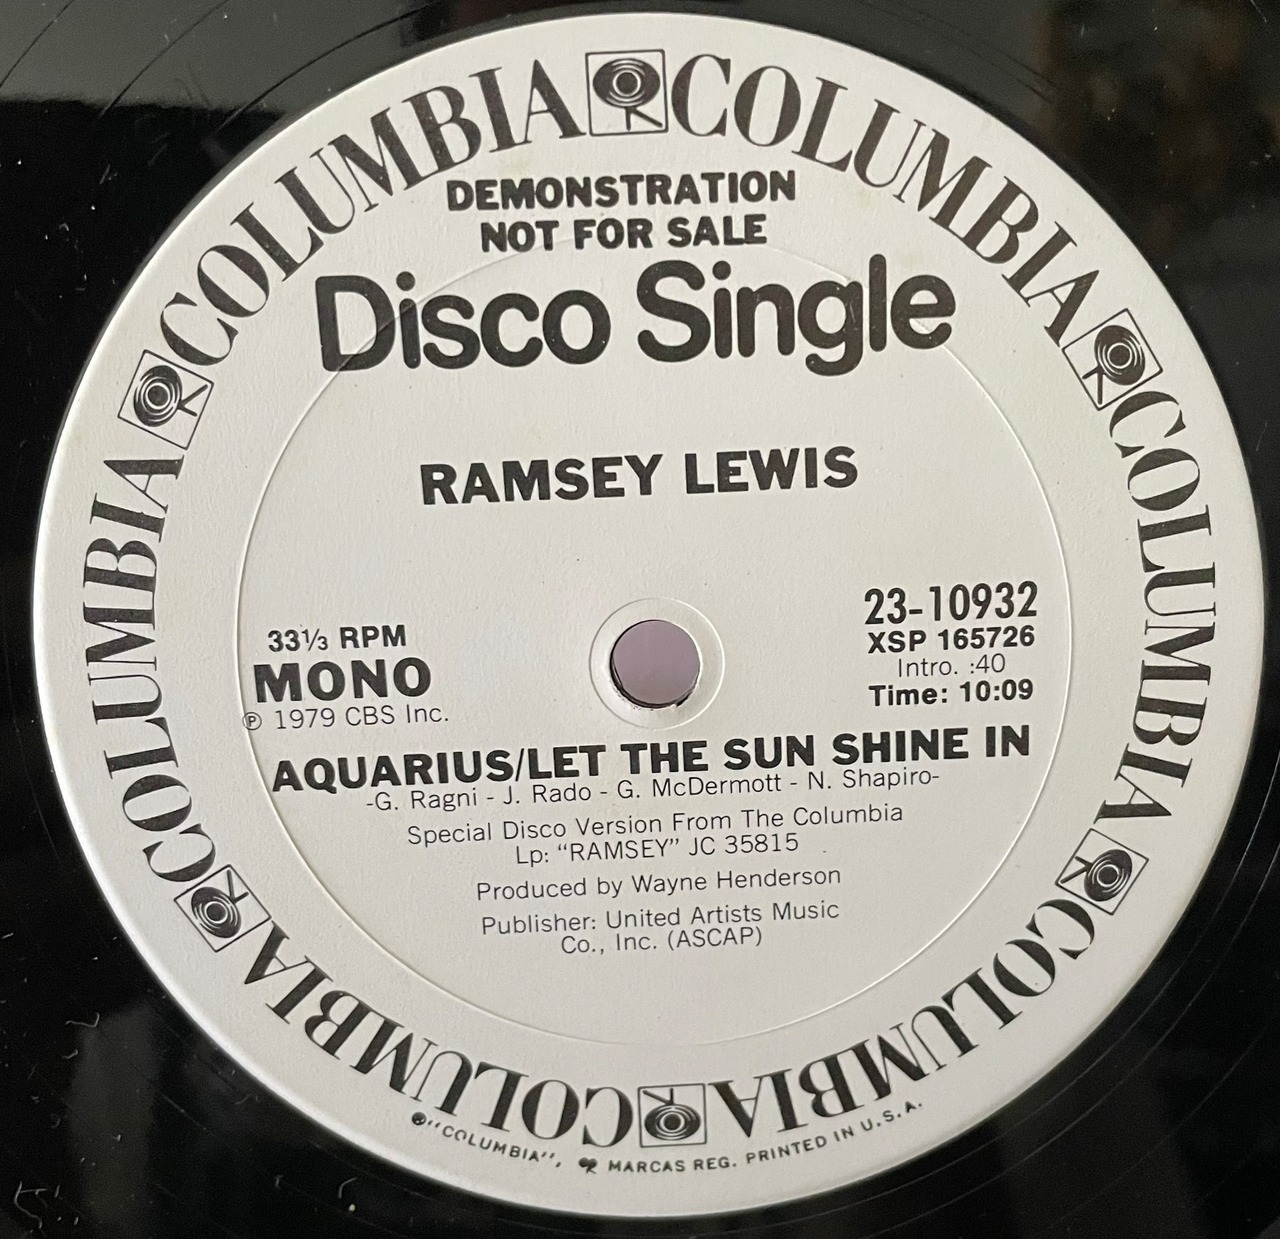 COLUMBIA COLUMBIA COLUMBIA COLUMBIA COLUMBIA COLUMBIA
DEMONSTRATION
NOT FOR SALE
Disco Single
RAMSEY LEWIS
33⅓ RPM
MONO
℗ 1979 CBS Inc.
23-10932
XSP 165726
Intro. :40
Time: 10:09
AQUARIUS/LET THE SUN SHINE IN
-G. Ragni - J. Rado - G. McDermott - N. Shapiro-
Special Disco Version From The Columbia
Lp: “RAMSEY” JC 35815
Produced by Wayne Henderson
Publisher: United Artists Music
Co., Inc. (ASCAP)
"COLUMBIA", MARCAS REG. PRINTED IN U.S.A.